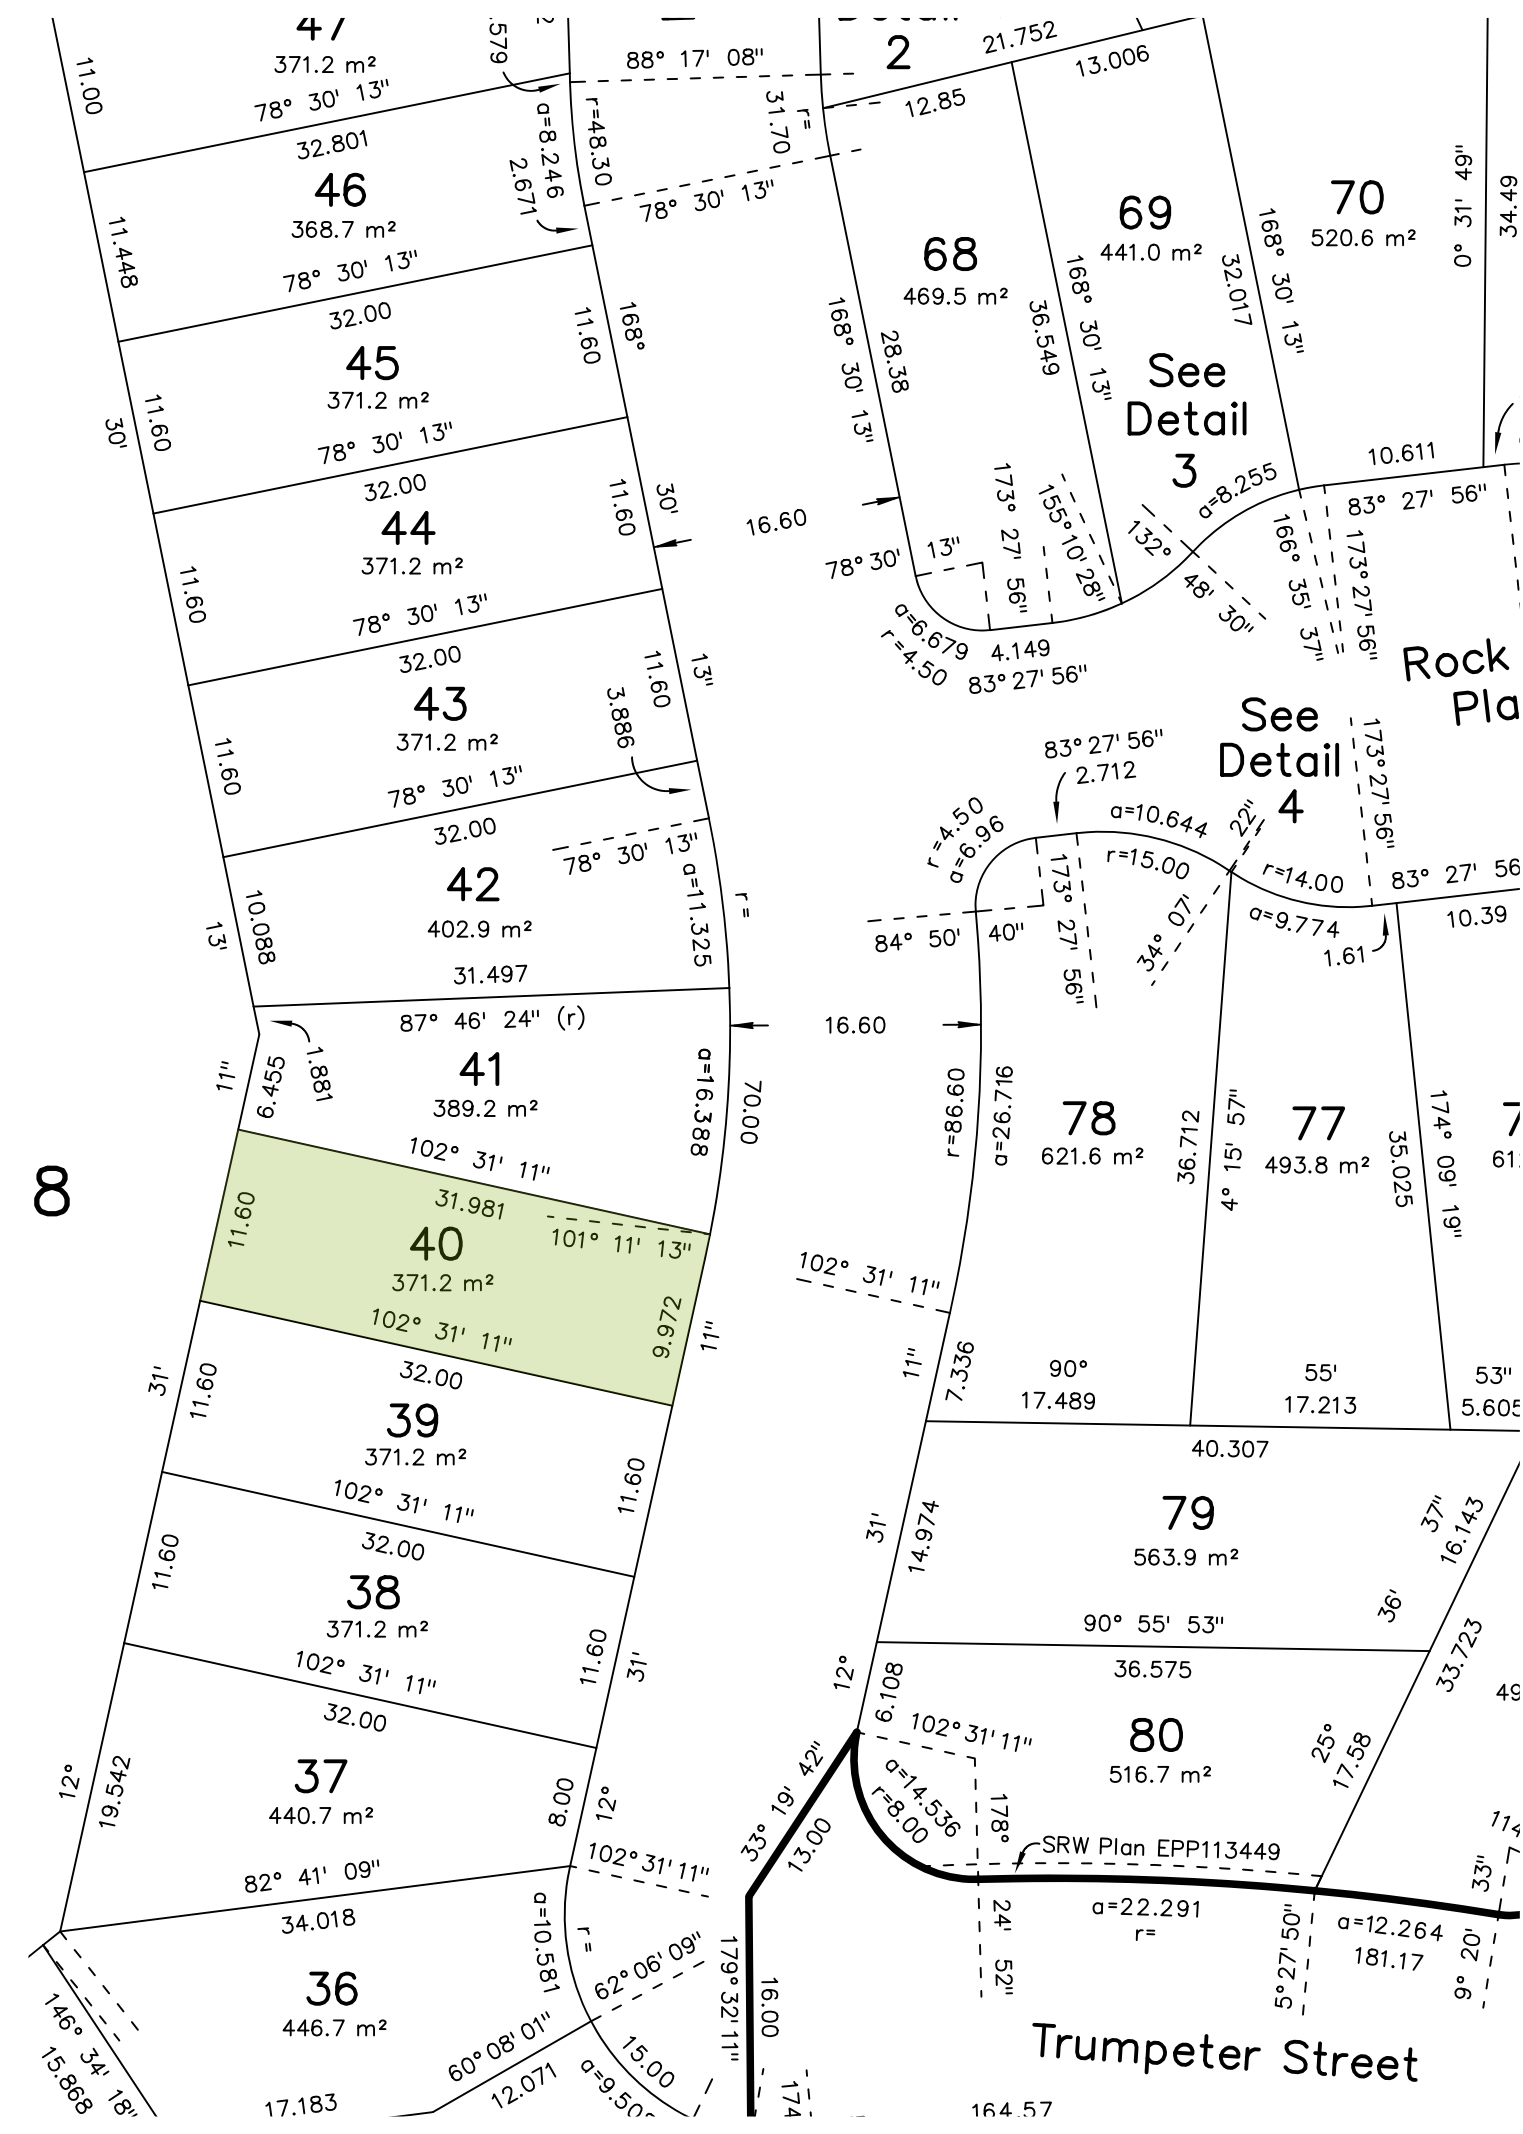 47
371.2 m²
11.00
78° 30' 13"
.579
88° 17' 08"
2
21.752
13.006
12.85
32.801
46
368.7 m²
11.448
78° 30' 13"
a=8.246
2.671
r=48.30
31.70
r=
78° 30' 13"
32.00
45
371.2 m²
11.60
30'
78° 30' 13"
11.60
168°
32.00
44
371.2 m²
11.60
78° 30' 13"
11.60
30'
16.60
32.00
43
371.2 m²
11.60
78° 30' 13"
11.60
13"
3.886
32.00
42
402.9 m²
10.088
13'
78° 30' 13"
a=11.325
r=
31.497
87° 46' 24" (r)
41
389.2 m²
11"
6.455
1.881
a=16.388
70.00
16.60
102° 31' 11"
8
31.981
101° 11' 13"
40
371.2 m²
11.60
102° 31' 11"
9.972
11"
32.00
39
371.2 m²
31'
11.60
102° 31' 11"
11.60
32.00
38
371.2 m²
11.60
102° 31' 11"
11.60
31'
32.00
37
440.7 m²
12°
19.542
8.00
12°
82° 41' 09"
102° 31' 11"
34.018
36
446.7 m²
a=10.581
r=
62° 06' 09"
60° 08' 01"
12.071
15.00
146° 34' 18"
15.868
17.183
68
469.5 m²
168° 30' 13"
28.38
69
441.0 m²
36.549
168° 30' 13"
32.017
168° 30' 13"
70
520.6 m²
0° 31' 49"
34.49
See
Detail
3
a=8.255
10.611
83° 27' 56"
78° 30' 13"
173° 27' 56"
155° 10' 28"
132° 48' 30"
166° 35' 37"
173° 27' 56"
a=6.679
r=4.50
4.149
83° 27' 56"
Rock
See
Detail
4
83° 27' 56"
2.712
a=10.644
r=15.00
22"
34° 07'
r=14.00
a=9.774
173° 27' 56"
83° 27' 56
10.39
1.61
r=4.50
a=6.96
84° 50' 40"
173° 27' 56"
78
621.6 m²
r=86.60
a=26.716
36.712
4° 15' 57"
77
493.8 m²
35.025
174° 09' 19"
102° 31' 11"
11"
7.336
90°
17.489
55'
17.213
53"
5.605
40.307
79
563.9 m²
31'
14.974
37"
16.143
36'
90° 55' 53"
36.575
33.723
12°
6.108
102° 31' 11"
80
516.7 m²
25°
17.58
33° 19' 42"
13.00
a=14.536
r=8.00
178°
24'
52"
SRW Plan EPP113449
a=22.291
r=
5° 27' 50"
a=12.264
181.17
33"
9° 20'
179° 32' 11"
16.00
Trumpeter Street
164.57